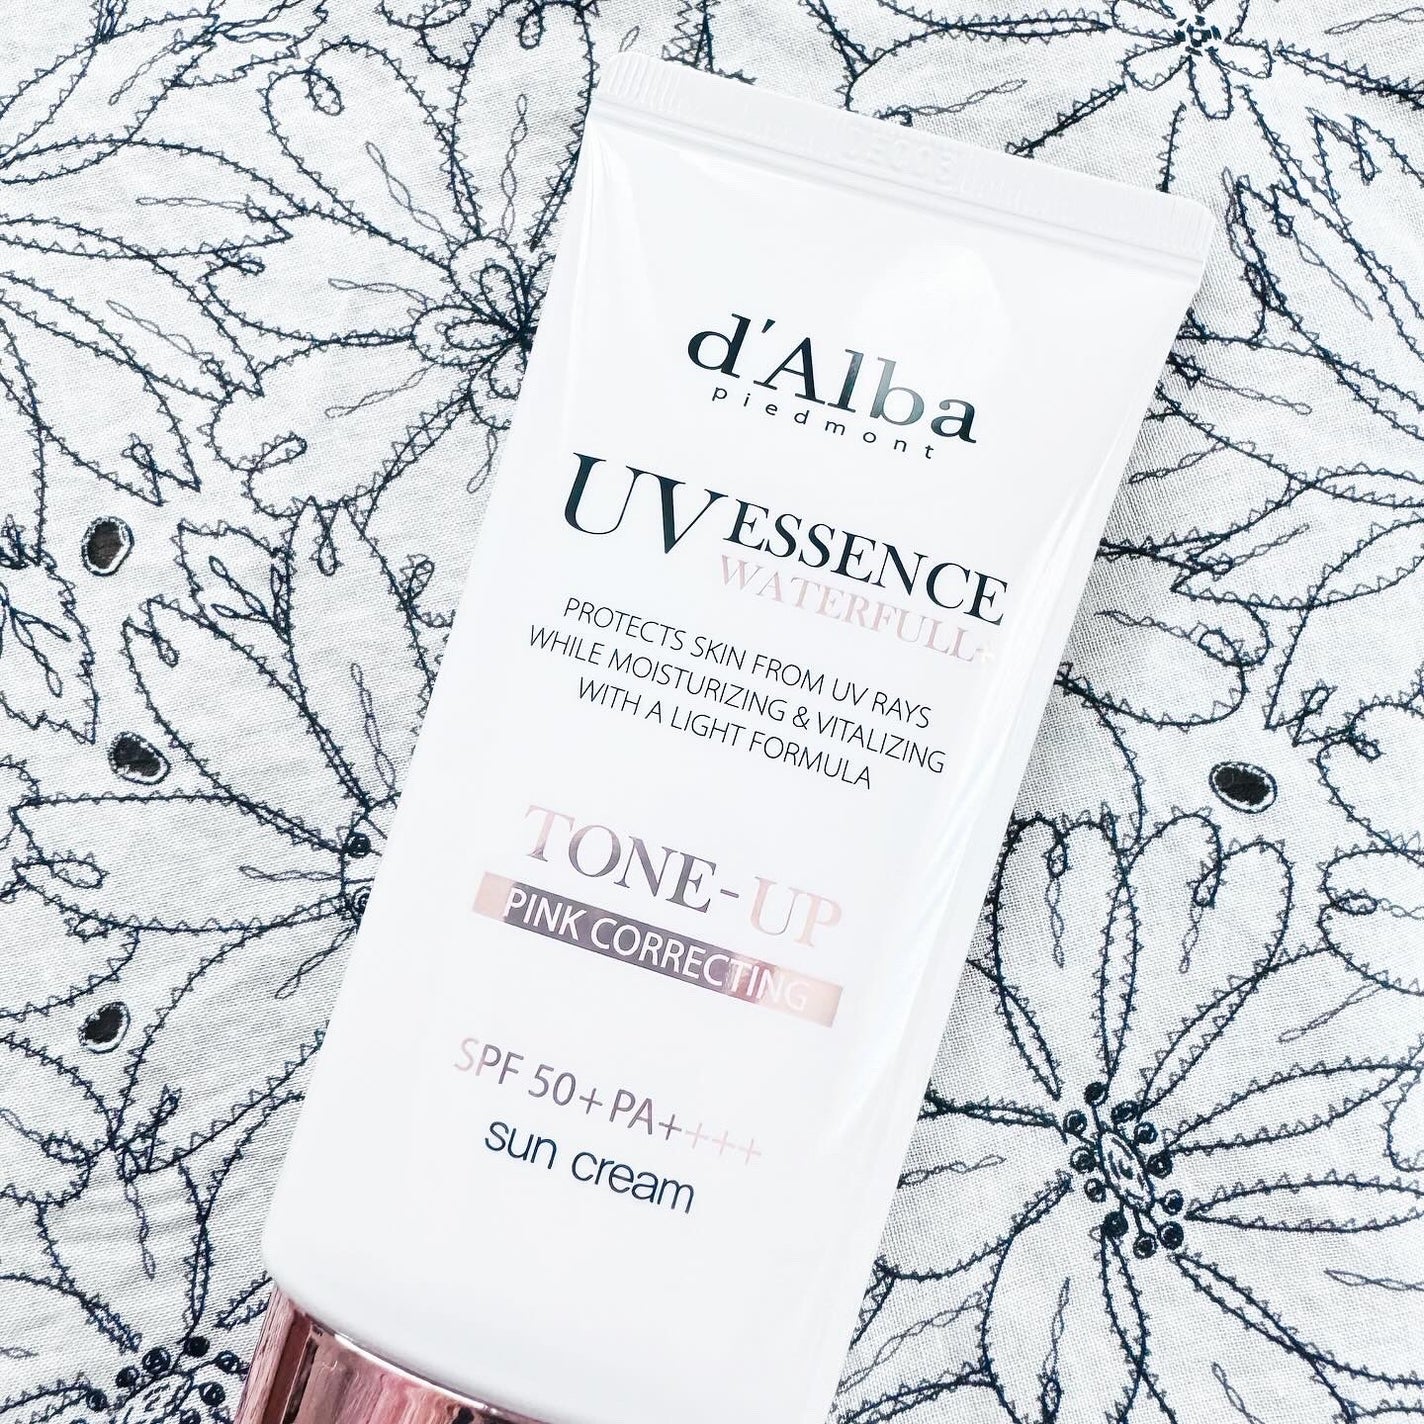 d'Alba
piedmont
UV ESSENCE
WATERFULL+
PROTECTS SKIN FROM UV RAYS
WHILE MOISTURIZING & VITALIZING
WITH A LIGHT FORMULA
TONE-UP
PINK CORRECTING
SPF 50+ PA++++
sun cream